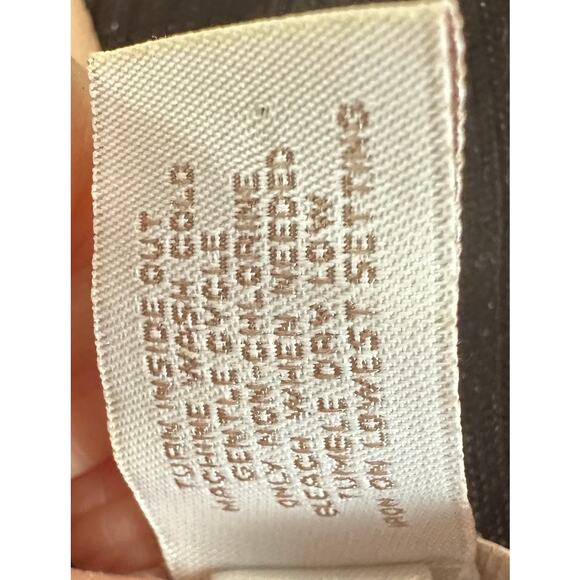 TURN INSIDE OUT
MACHINE WASH COLD
GENTLE CYCLE
ONLY NON-CHLORINE
BLEACH WHEN NEEDED
TUMBLE DRY LOW
IRON ON LOWEST SETTING